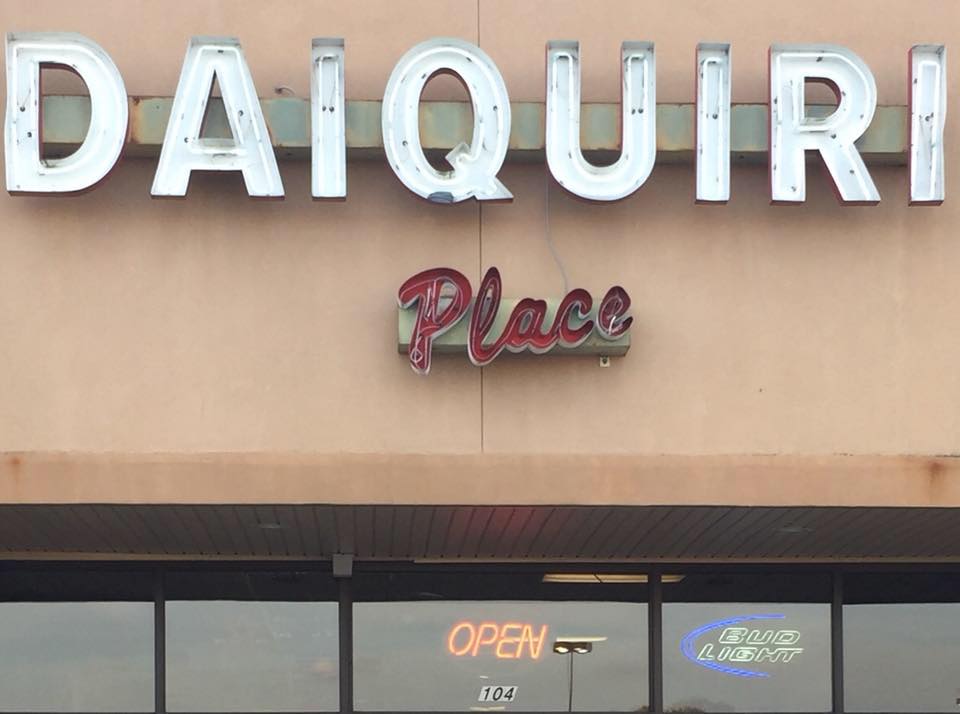 DAIQUIRI
Place
OPEN
BUD
LIGHT
104